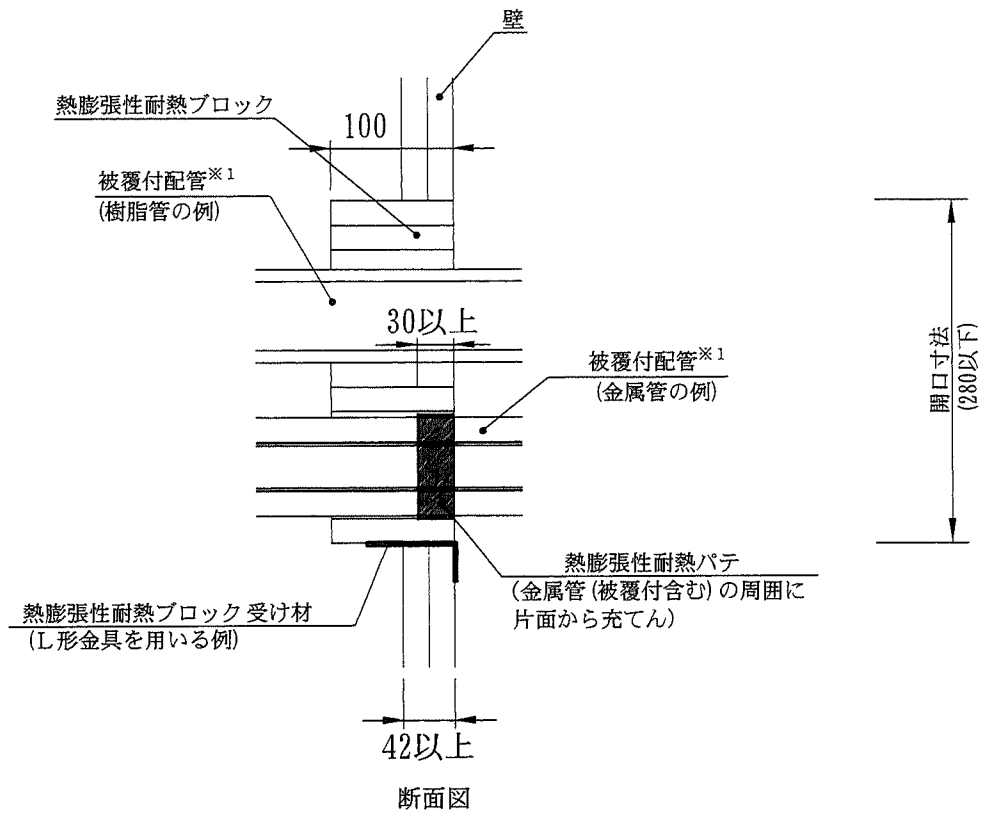 壁
熱膨張性耐熱ブロック
100
被覆付配管※1
(樹脂管の例)
30以上
被覆付配管※1
(金属管の例)
開口寸法
(280以下)
熱膨張性耐熱パテ
(金属管(被覆付含む)の周囲に
片面から充てん)
熱膨張性耐熱ブロック受け材
(L形金具を用いる例)
42以上
断面図